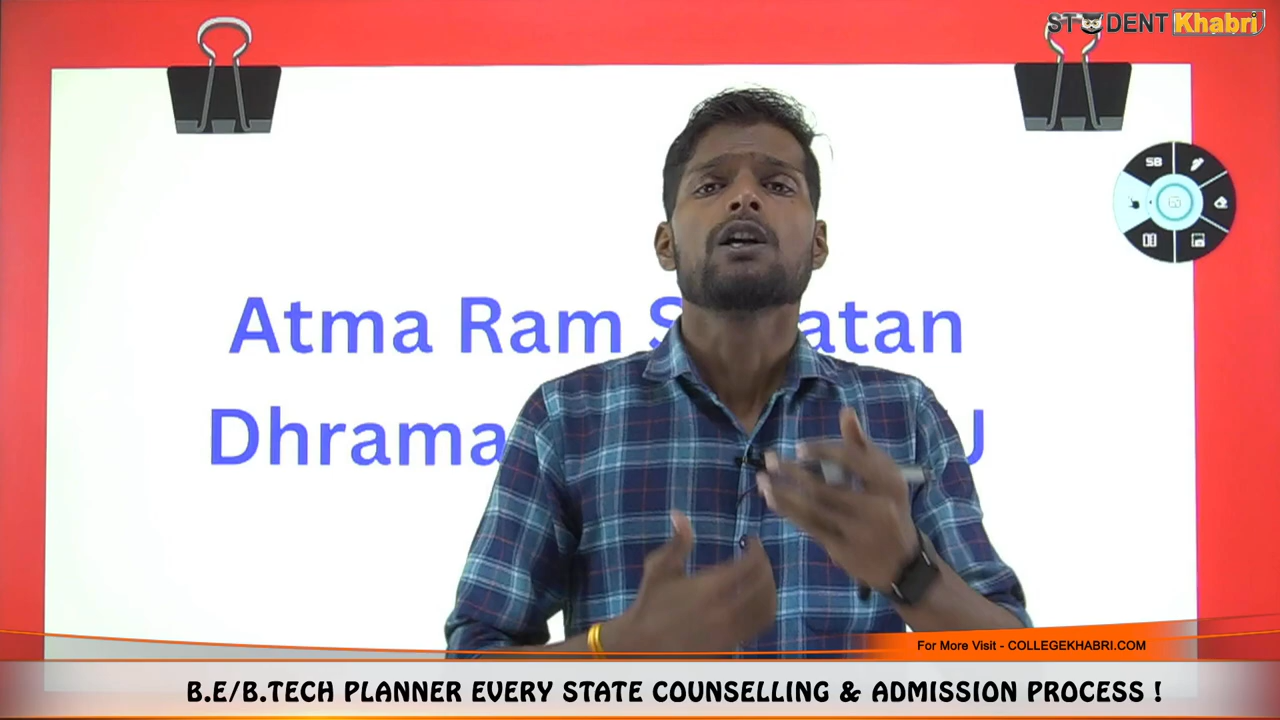 STUDENT Khabri
SB
Atma Ram
atan
Dhrama
For More Visit - COLLEGEKHABRI.COM
B.E/B.TECH PLANNER EVERY STATE COUNSELLING & ADMISSION PROCESS !